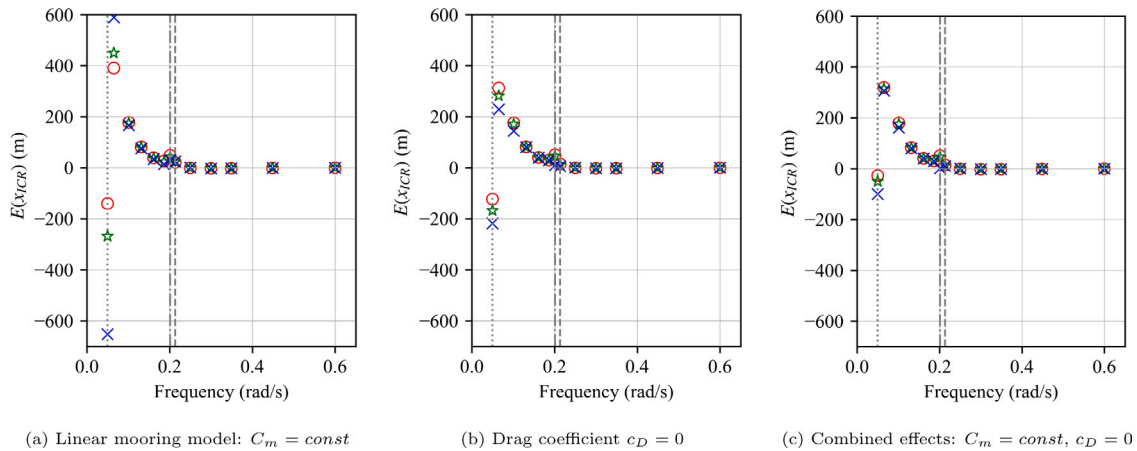 600
400
200
0
−200
−400
−600
E(x_ICR) (m)
0.0 0.2 0.4 0.6
Frequency (rad/s)
(a) Linear mooring model: C_m = const
600
400
200
0
−200
−400
−600
E(x_ICR) (m)
0.0 0.2 0.4 0.6
Frequency (rad/s)
(b) Drag coefficient c_D = 0
600
400
200
0
−200
−400
−600
E(x_ICR) (m)
0.0 0.2 0.4 0.6
Frequency (rad/s)
(c) Combined effects: C_m = const, c_D = 0